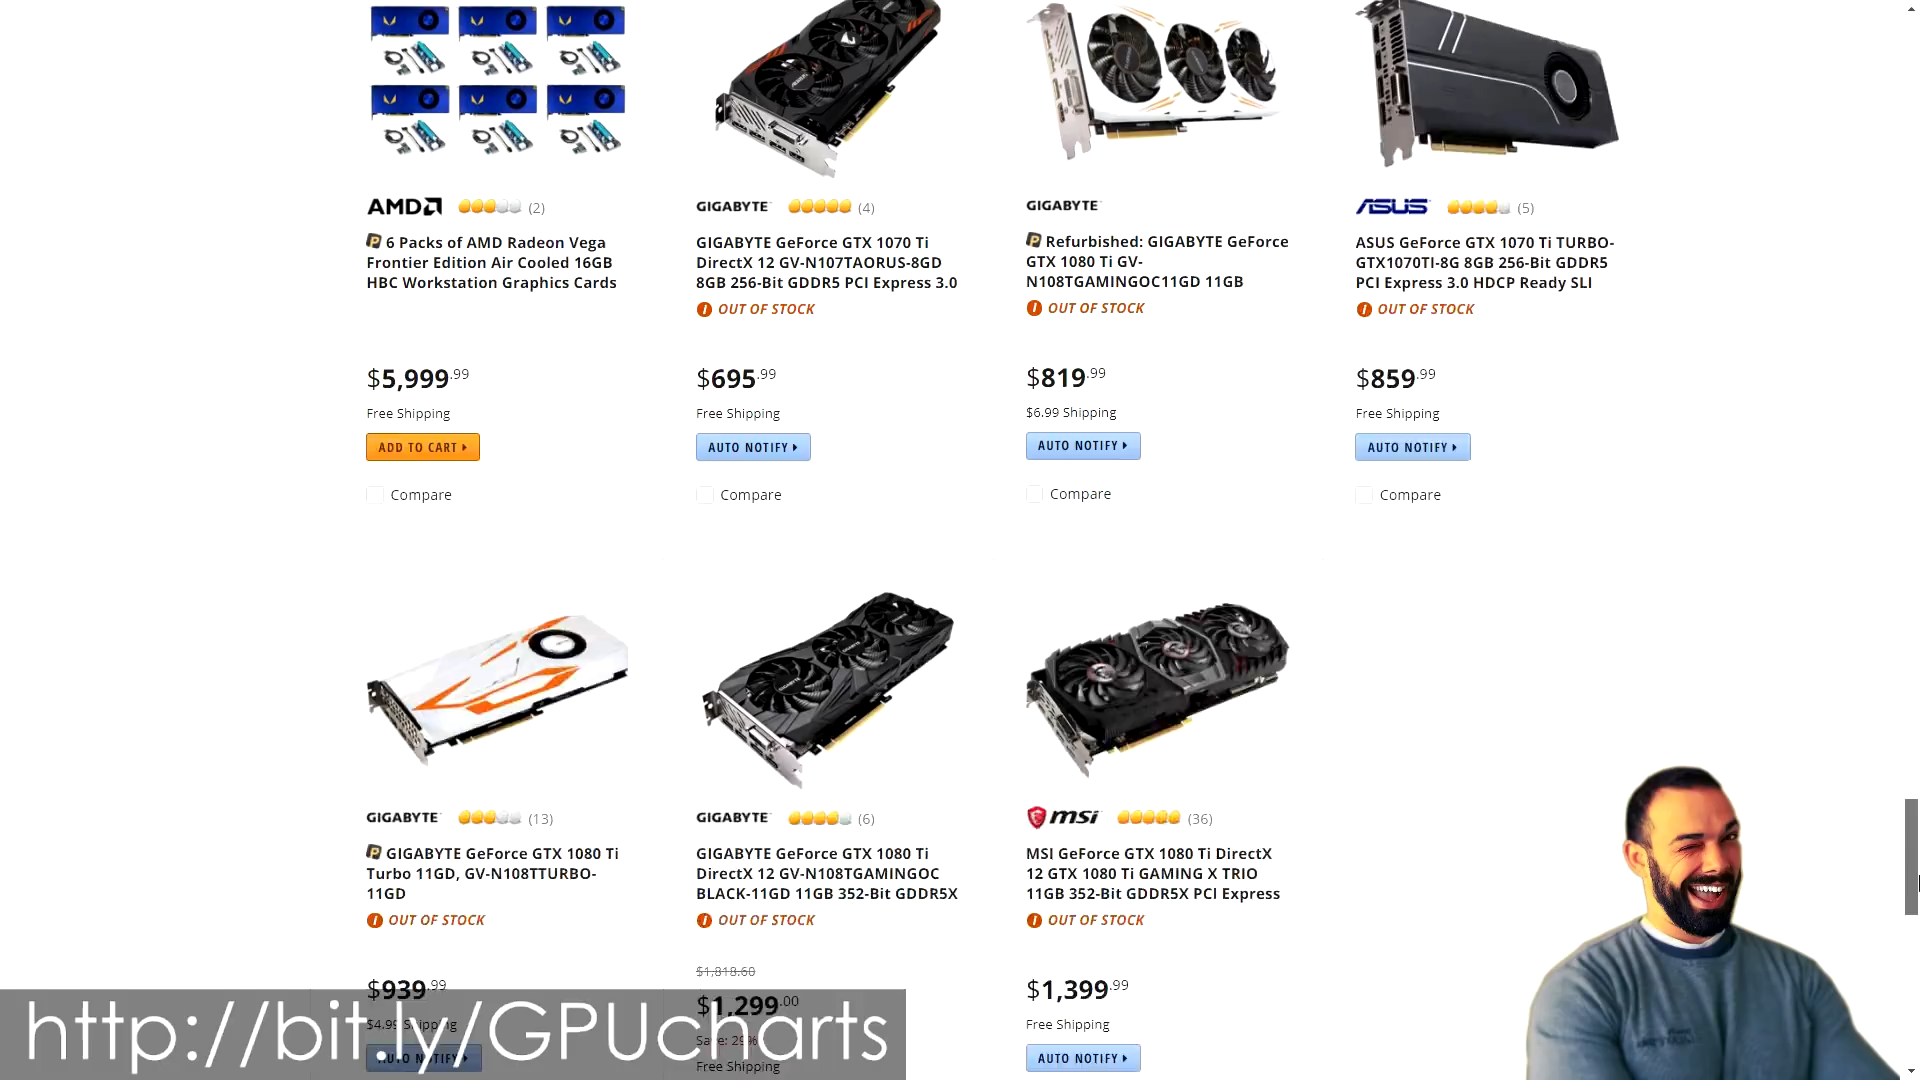 AMD (2)
6 Packs of AMD Radeon Vega
Frontier Edition Air Cooled 16GB
HBC Workstation Graphics Cards
$5,999.99
Free Shipping
ADD TO CART
Compare
GIGABYTE (4)
GIGABYTE GeForce GTX 1070 Ti
DirectX 12 GV-N107TAORUS-8GD
8GB 256-Bit GDDR5 PCI Express 3.0
OUT OF STOCK
$695.99
Free Shipping
AUTO NOTIFY
Compare
GIGABYTE
Refurbished: GIGABYTE GeForce
GTX 1080 Ti GV-
N108TGAMINGOC11GD 11GB
OUT OF STOCK
$819.99
$6.99 Shipping
AUTO NOTIFY
Compare
ASUS (5)
ASUS GeForce GTX 1070 Ti TURBO-
GTX1070TI-8G 8GB 256-Bit GDDR5
PCI Express 3.0 HDCP Ready SLI
OUT OF STOCK
$859.99
Free Shipping
AUTO NOTIFY
Compare
GIGABYTE (13)
GIGABYTE GeForce GTX 1080 Ti
Turbo 11GD, GV-N108TTURBO-
11GD
OUT OF STOCK
$939.99
$4.99 Shipping
AUTO NOTIFY
GIGABYTE (6)
GIGABYTE GeForce GTX 1080 Ti
DirectX 12 GV-N108TGAMINGOC
BLACK-11GD 11GB 352-Bit GDDR5X
OUT OF STOCK
$1,818.60
$1,299.00
Save: 29%
Free Shipping
msi (36)
MSI GeForce GTX 1080 Ti DirectX
12 GTX 1080 Ti GAMING X TRIO
11GB 352-Bit GDDR5X PCI Express
OUT OF STOCK
$1,399.99
Free Shipping
AUTO NOTIFY
http://bit.ly/GPUcharts